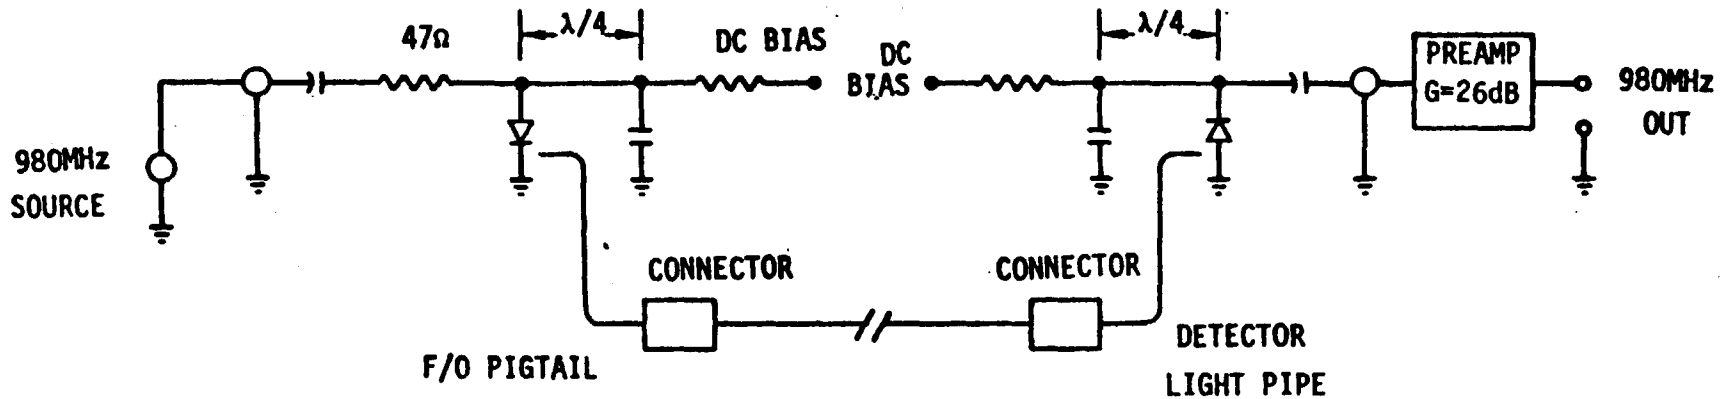 47Ω
λ/4
DC BIAS
DC
BIAS
λ/4
PREAMP
G=26dB
980MHz
OUT
980MHz
SOURCE
CONNECTOR
CONNECTOR
F/O PIGTAIL
DETECTOR
LIGHT PIPE